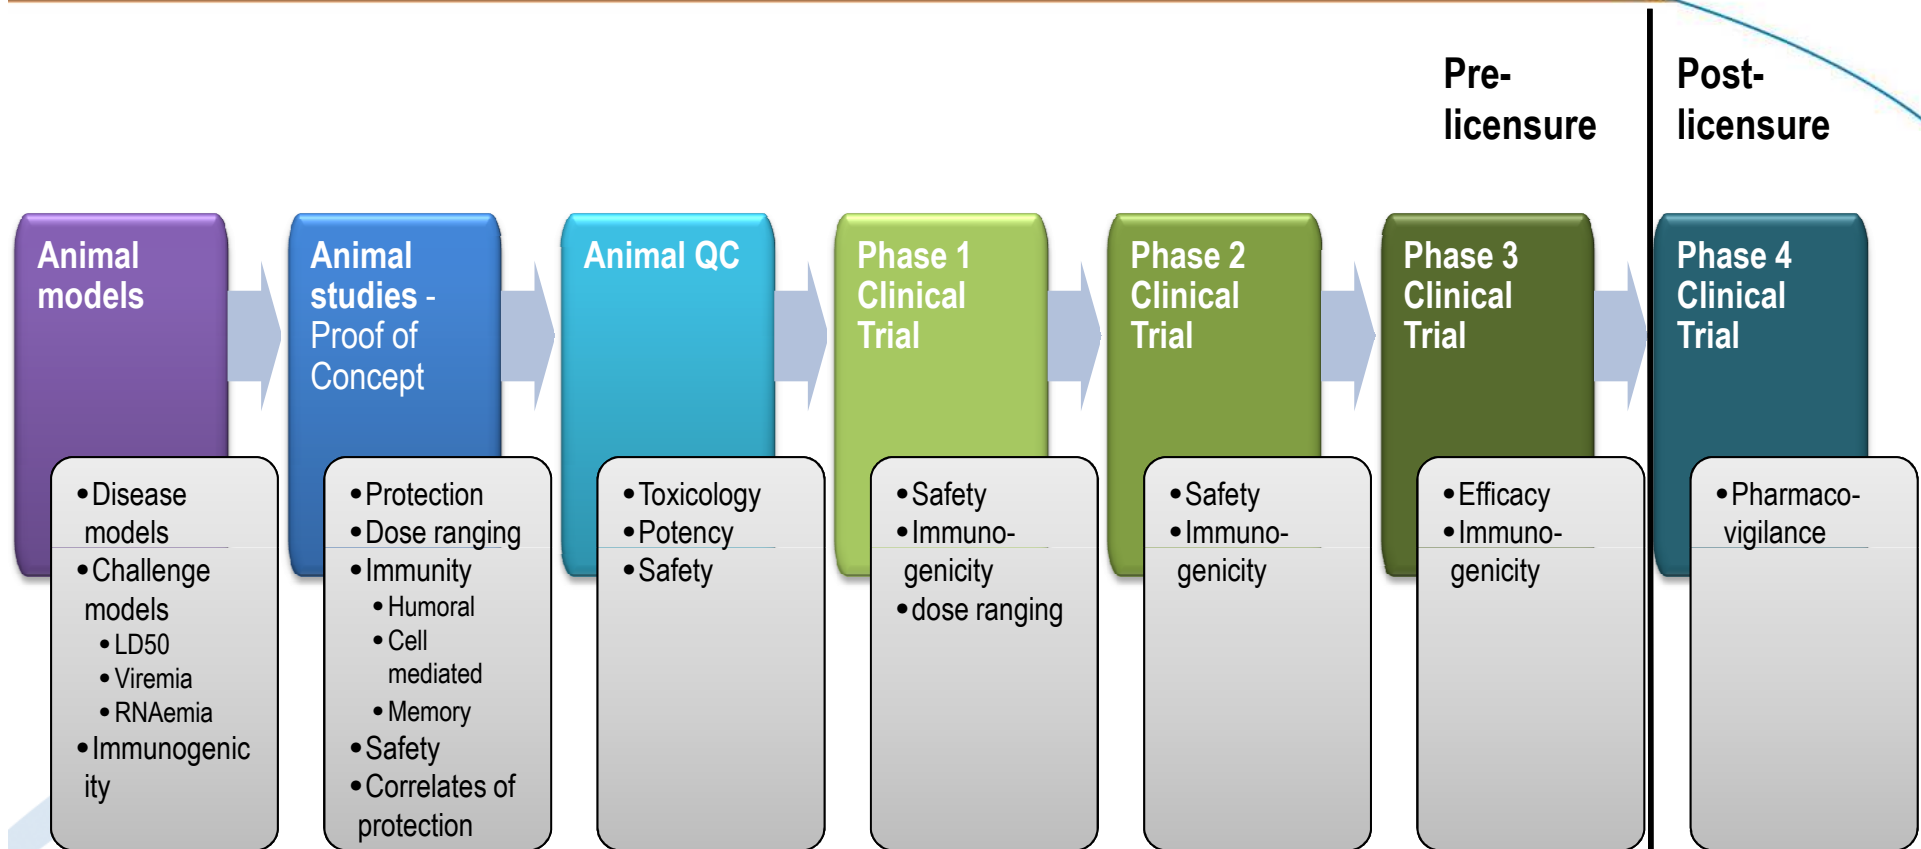 Pre-
licensure
Post-
licensure
Animal
models
•Disease
models
•Challenge
models
•LD50
•Viremia
•RNAemia
•Immunogenic
ity
Animal
studies -
Proof of
Concept
•Protection
•Dose ranging
•Immunity
•Humoral
•Cell
mediated
•Memory
•Safety
•Correlates of
protection
Animal QC
•Toxicology
•Potency
•Safety
Phase 1
Clinical
Trial
•Safety
•Immuno-
genicity
•dose ranging
Phase 2
Clinical
Trial
•Safety
•Immuno-
genicity
Phase 3
Clinical
Trial
•Efficacy
•Immuno-
genicity
Phase 4
Clinical
Trial
•Pharmaco-
vigilance